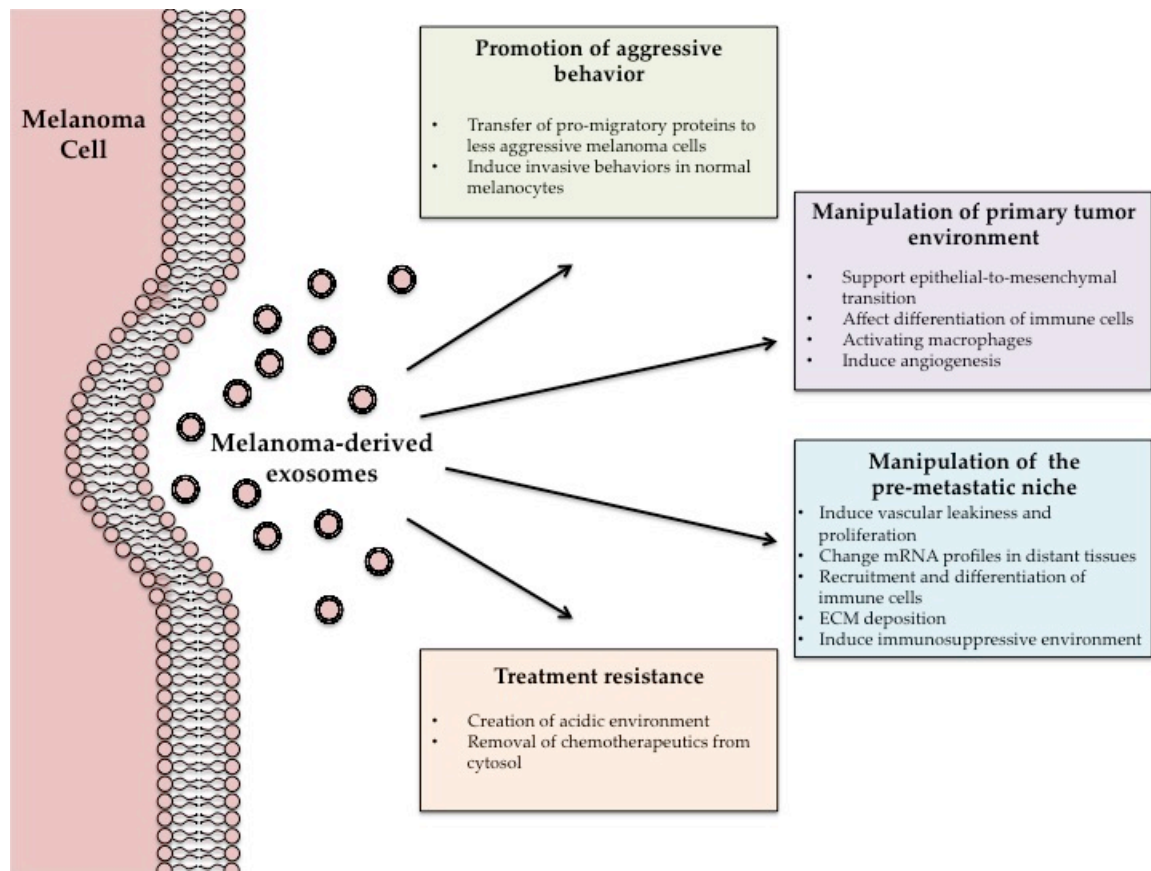 Melanoma
Cell
Promotion of aggressive
behavior
• Transfer of pro-migratory proteins to
less aggressive melanoma cells
• Induce invasive behaviors in normal
melanocytes
Manipulation of primary tumor
environment
• Support epithelial-to-mesenchymal
transition
• Affect differentiation of immune cells
• Activating macrophages
• Induce angiogenesis
Melanoma-derived
exosomes
Manipulation of the
pre-metastatic niche
• Induce vascular leakiness and
proliferation
• Change mRNA profiles in distant tissues
• Recruitment and differentiation of
immune cells
• ECM deposition
• Induce immunosuppressive environment
Treatment resistance
• Creation of acidic environment
• Removal of chemotherapeutics from
cytosol